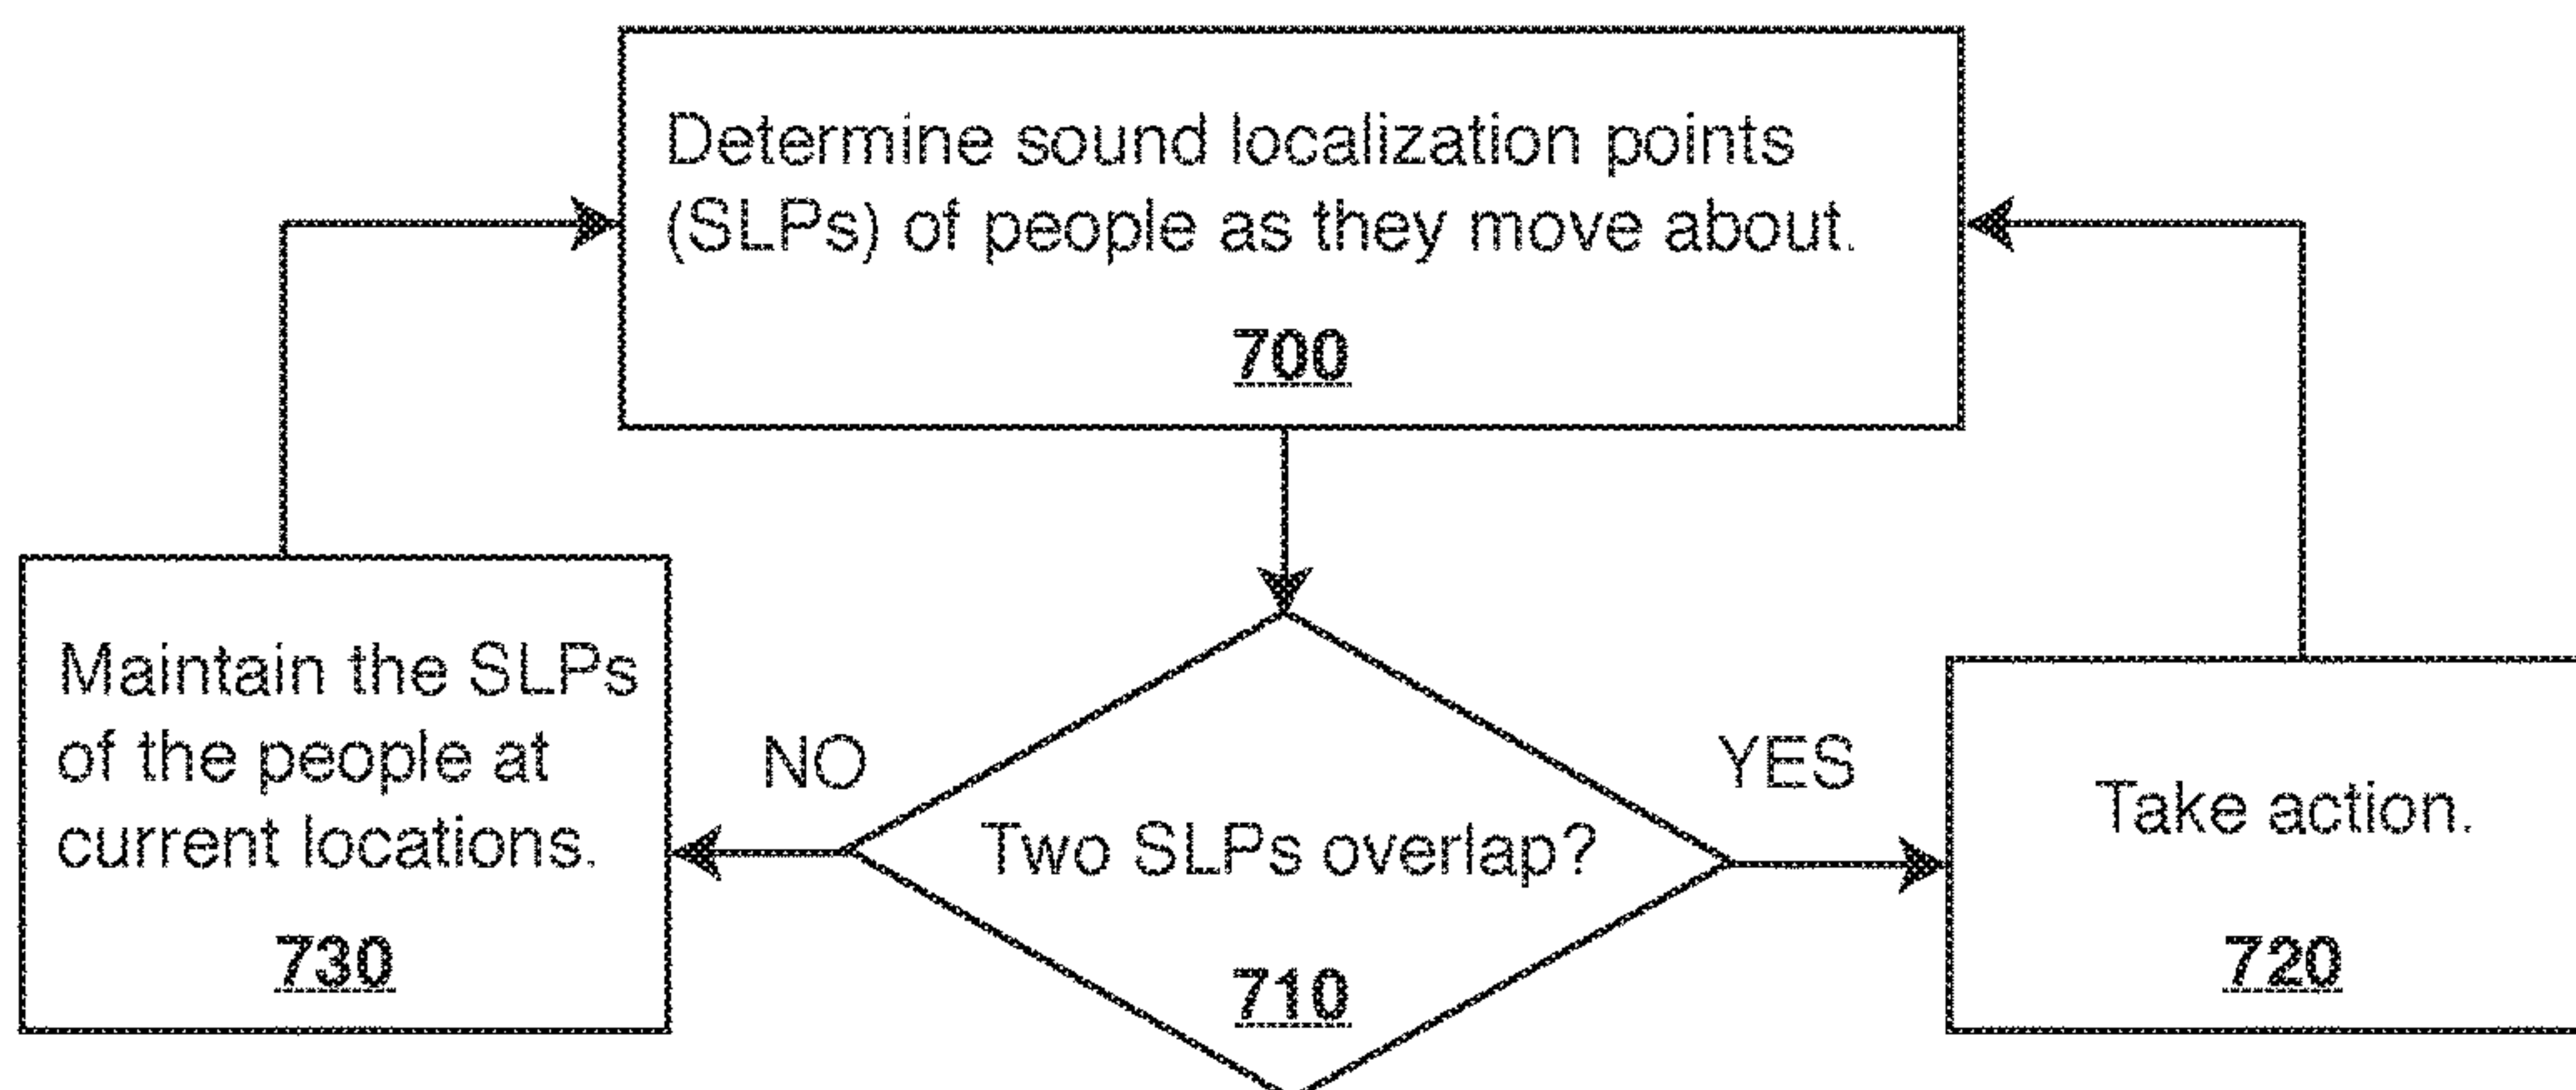 Determine sound localization points
(SLPs) of people as they move about.
700
Maintain the SLPs
of the people at
current locations.
730
NO
Two SLPs overlap?
710
YES
Take action.
720